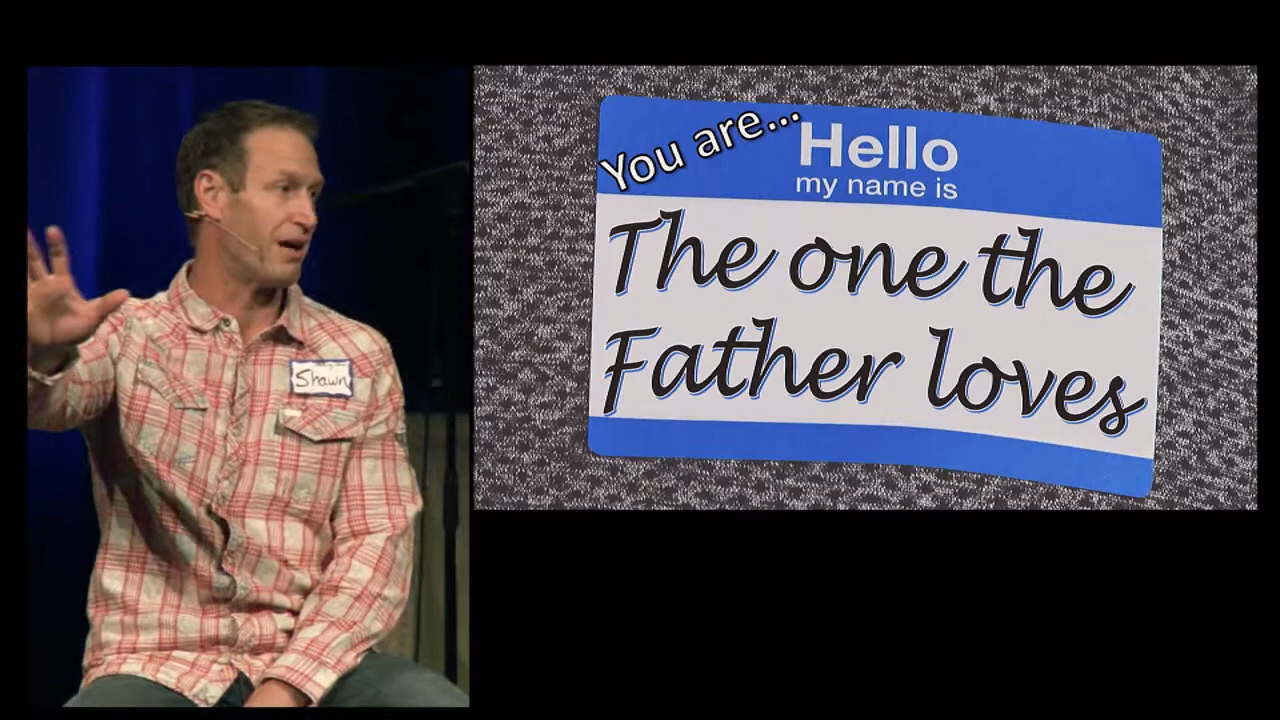 Shawn
You are...
Hello
my name is
The one the
Father loves